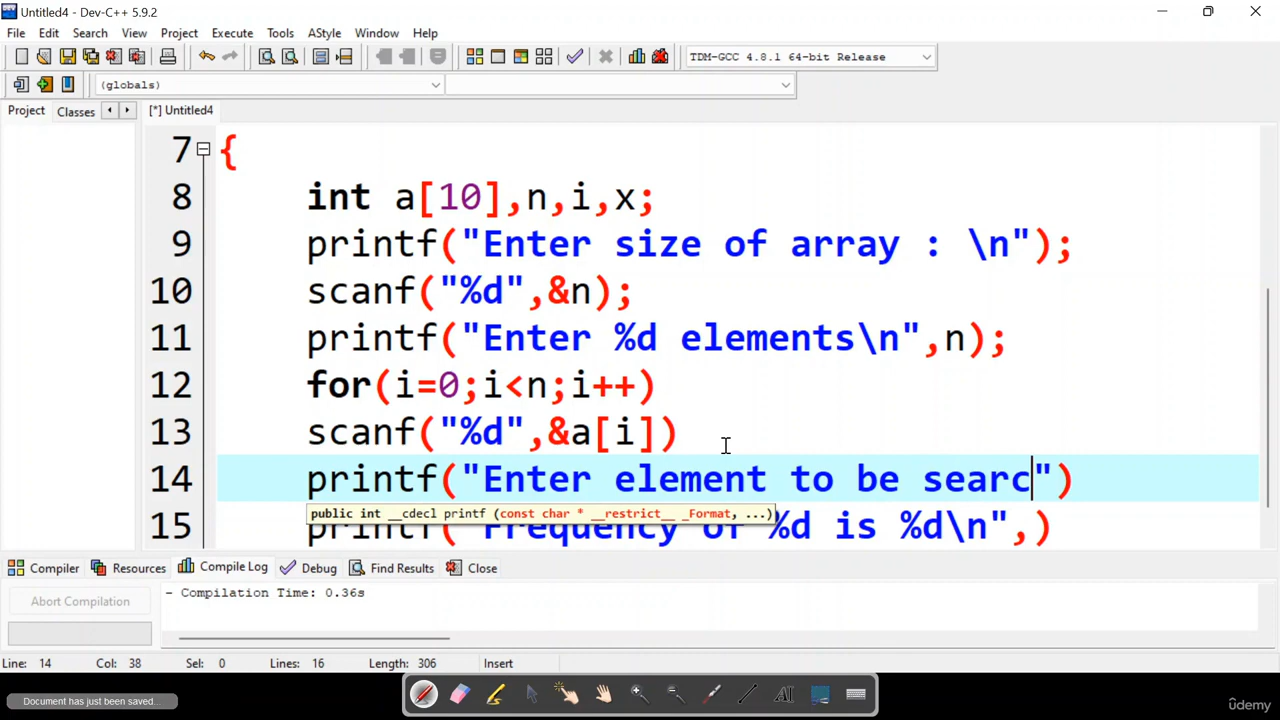 Untitled4 - Dev-C++ 5.9.2
File Edit Search View Project Execute Tools AStyle Window Help
TDM-GCC 4.8.1 64-bit Release
(globals)
Project Classes [*] Untitled4
7 {
8 int a[10],n,i,x;
9 printf("Enter size of array : \n");
10 scanf("%d",&n);
11 printf("Enter %d elements\n",n);
12 for(i=0;i<n;i++)
13 scanf("%d",&a[i])
14 printf("Enter element to be searc")
public int __cdecl printf (const char * __restrict__ _Format, ...)
15 printf("Frequency of %d is %d\n",)
Compiler Resources Compile Log Debug Find Results Close
Abort Compilation
- Compilation Time: 0.36s
Line: 14 Col: 38 Sel: 0 Lines: 16 Length: 306 Insert
AI
Document has just been saved...
ûdemy